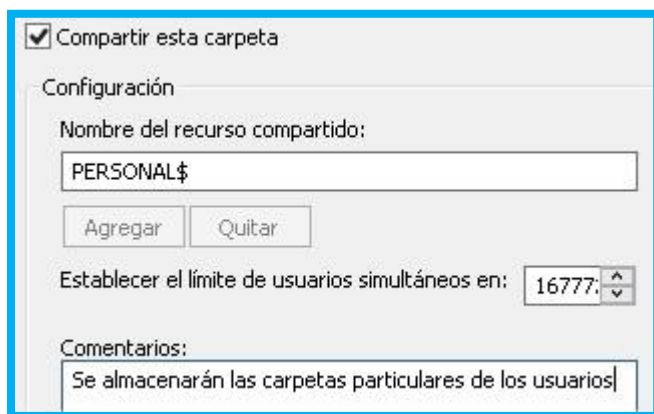 Compartir esta carpeta
Configuración
Nombre del recurso compartido:
PERSONAL$
Agregar Quitar
Establecer el límite de usuarios simultáneos en: 16777
Comentarios:
Se almacenarán las carpetas particulares de los usuarios